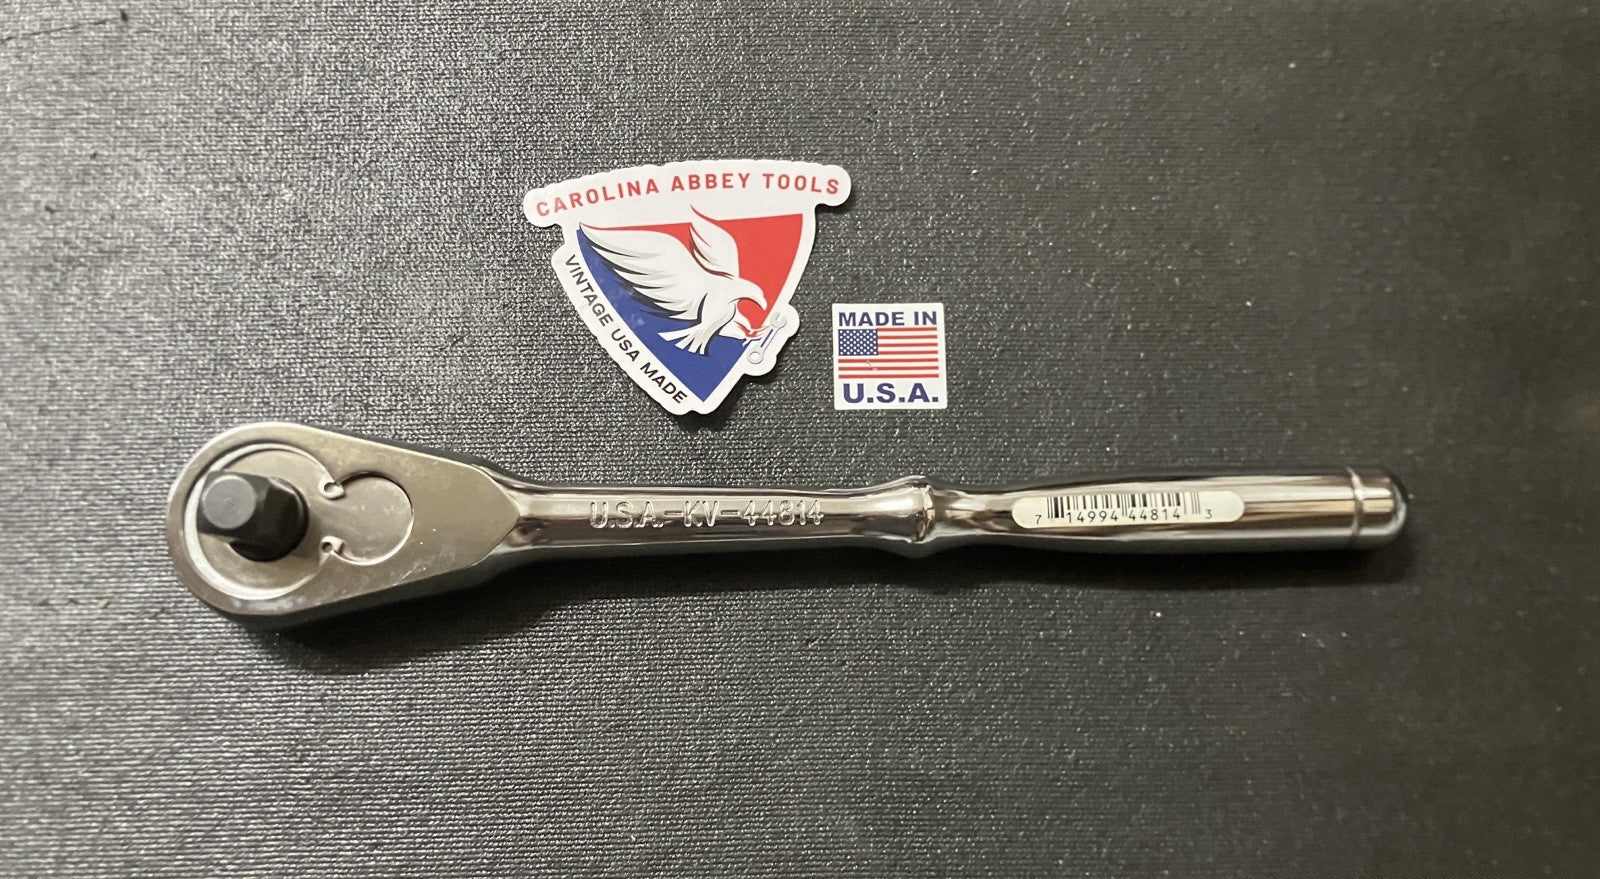 CAROLINA ABBEY TOOLS
VINTAGE USA MADE
MADE IN
U.S.A.
U.S.A.-KV-44814
7 14994 44814 3